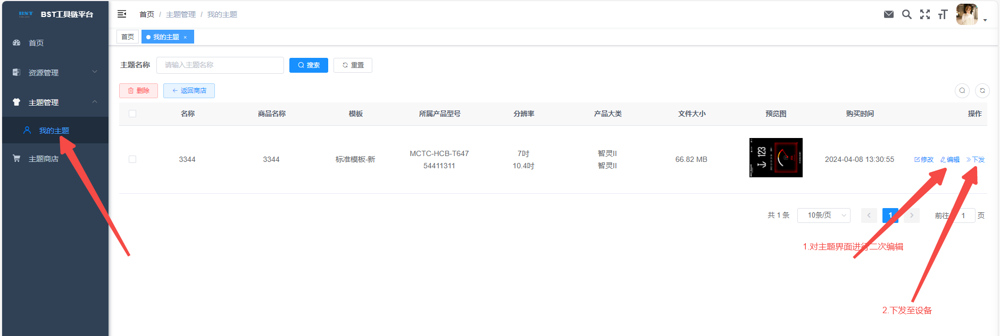 BST BST工具链平台
首页 / 主题管理 / 我的主题
首页
我的主题 ×
首页
资源管理
主题管理
我的主题
主题商店
主题名称 请输入主题名称 搜索 重置
删除 返回商店
名称 商品名称 模板 所属产品型号 分辨率 产品大类 文件大小 预览图 购买时间 操作
3344 3344 标准模板-新 MCTC-HCB-T647 54411311 7吋 10.4吋 智灵II 智灵II 66.82 MB 123 2024-04-08 13:30:55 修改 编辑 下发
共 1 条 10条/页 1 前往 1 页
1.对主题界面进行二次编辑
2.下发至设备